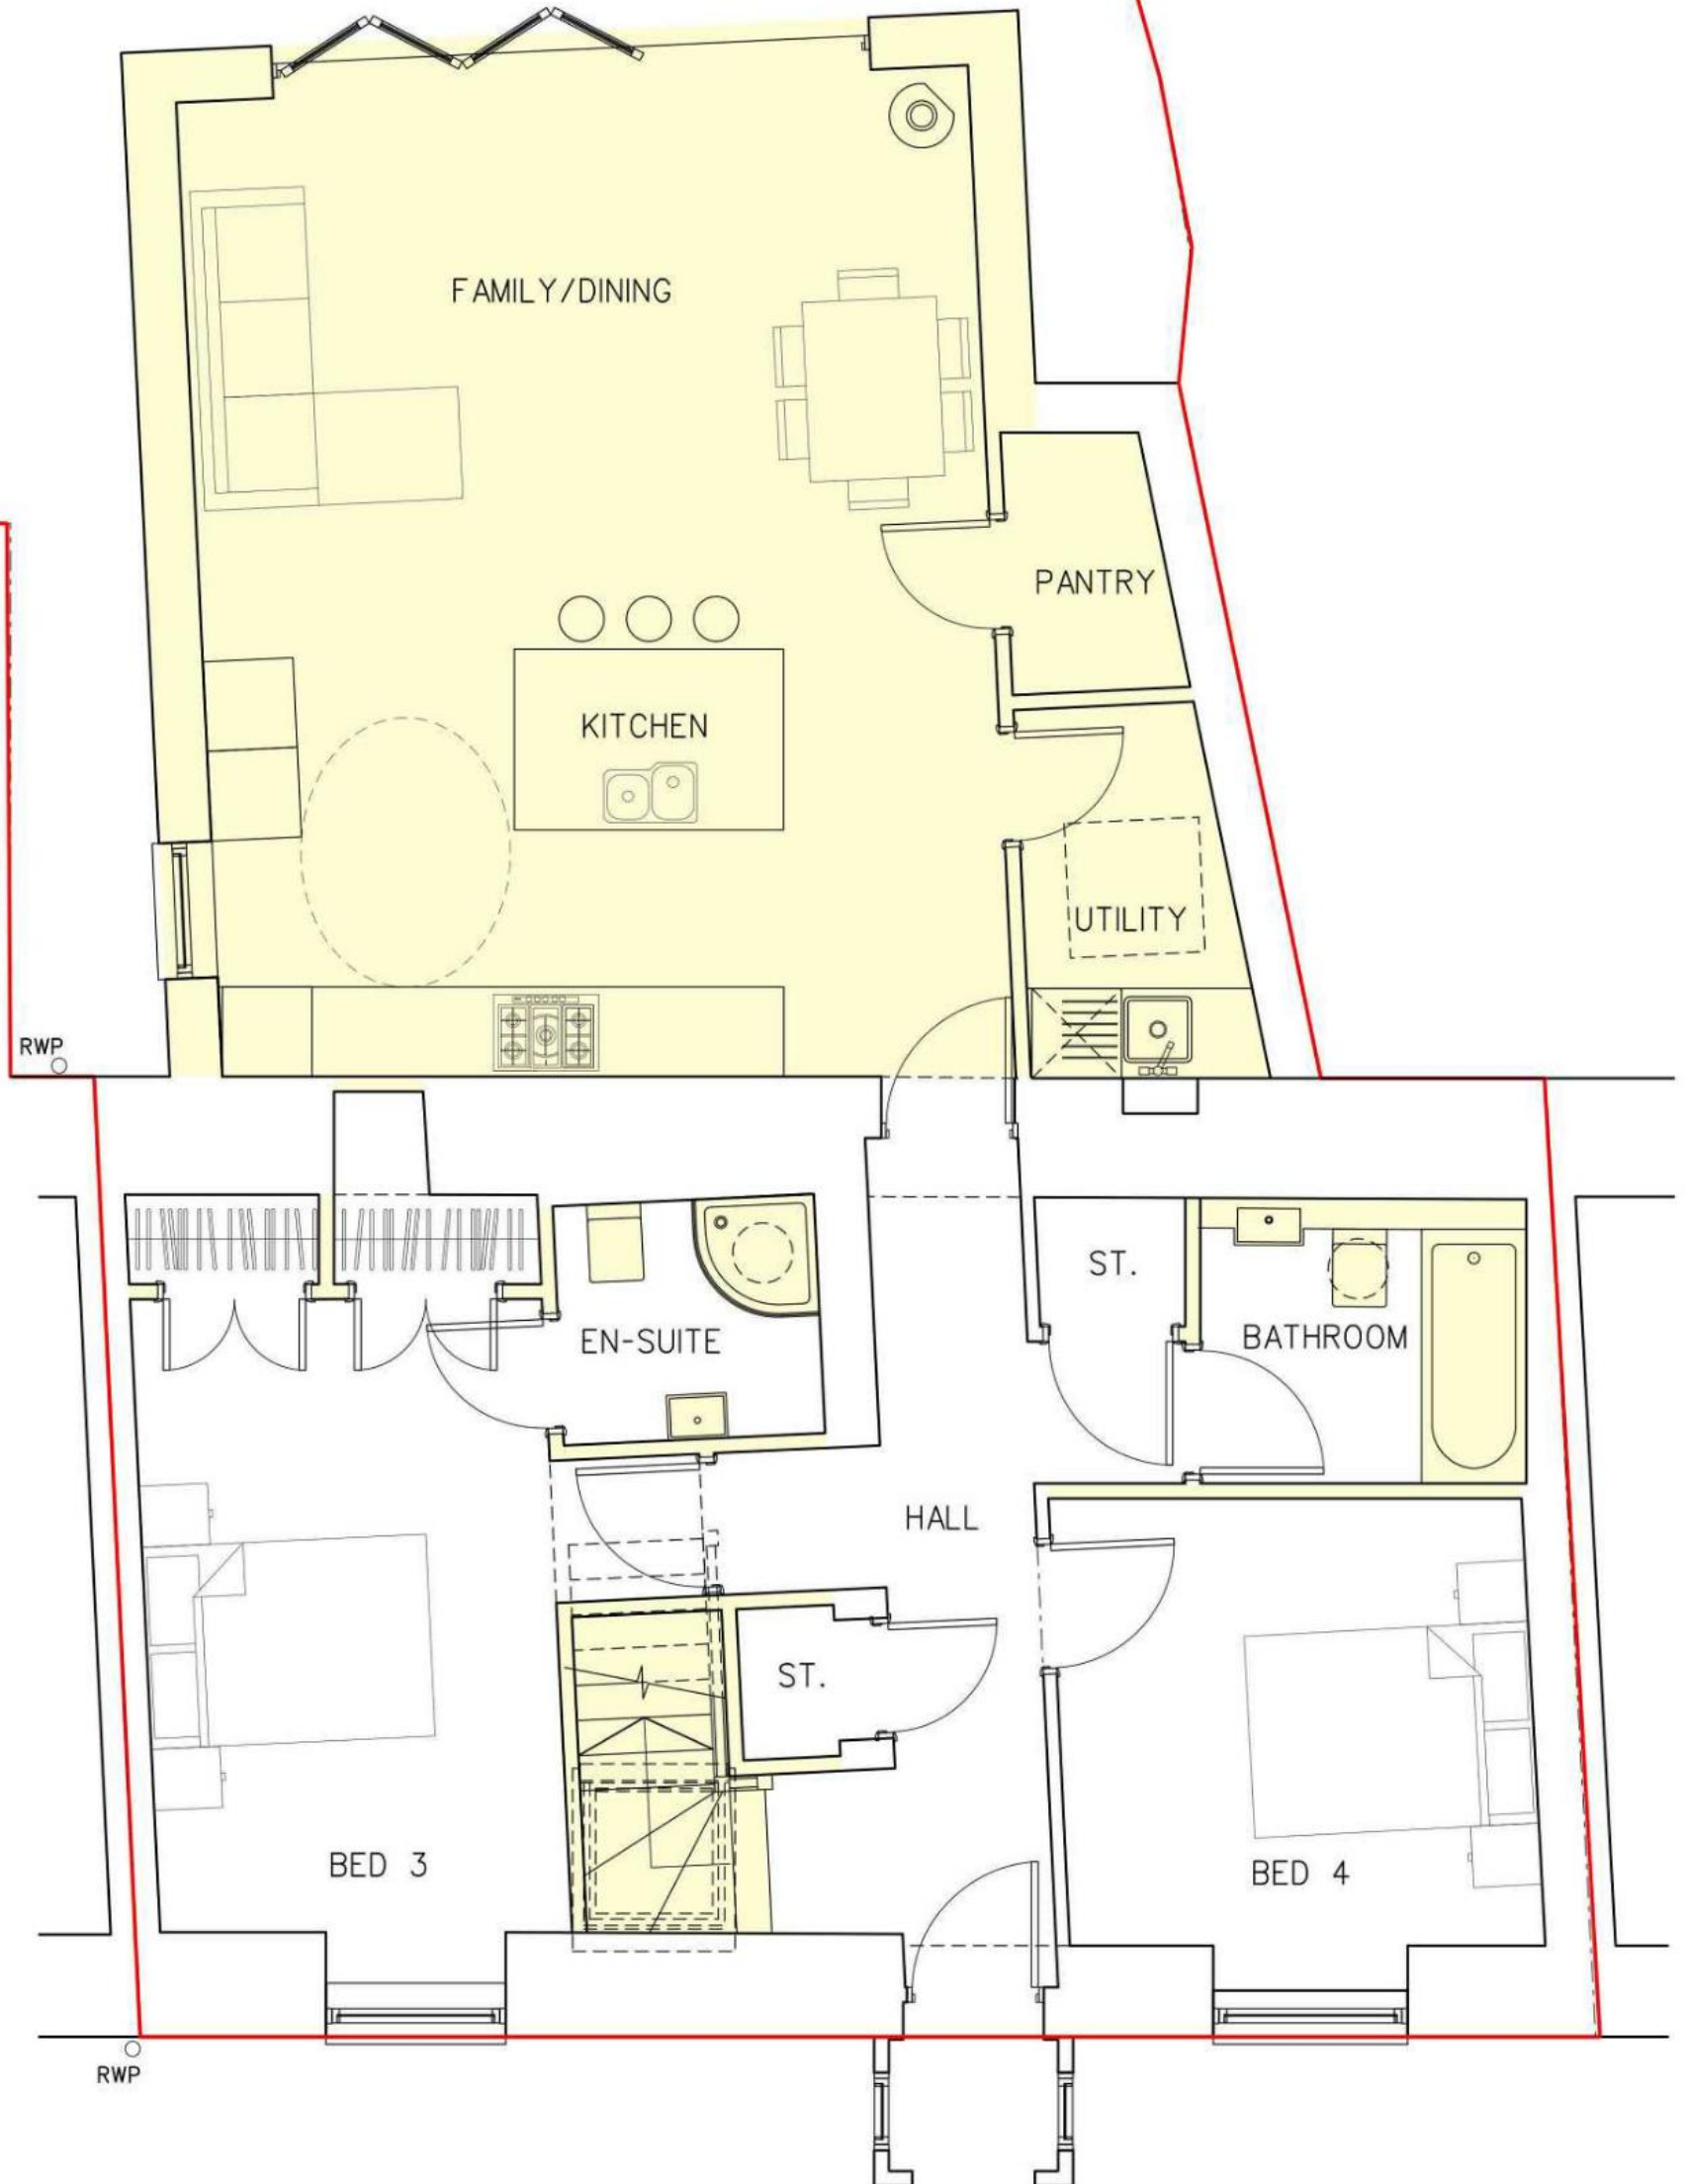 FAMILY/DINING
PANTRY
KITCHEN
UTILITY
RWP
ST.
EN-SUITE
BATHROOM
HALL
ST.
BED 3
BED 4
RWP